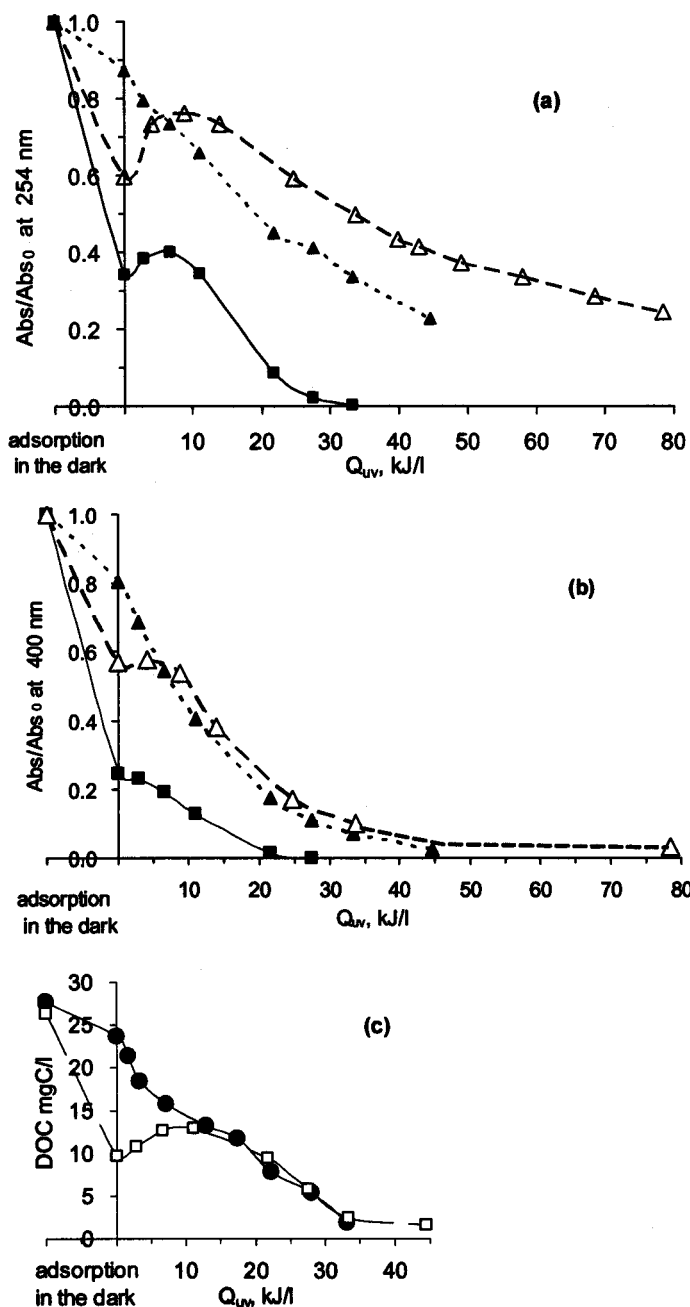 (a)
Abs/Abs0 at 254 nm
1.0
0.8
0.6
0.4
0.2
0.0
10 20 30 40 50 60 70 80
adsorption
in the dark
Quv, kJ/l
(b)
Abs/Abs0 at 400 nm
1.0
0.8
0.6
0.4
0.2
0.0
10 20 30 40 50 60 70 80
adsorption
in the dark
Quv, kJ/l
(c)
DOC mgC/l
30
25
20
15
10
5
0
10 20 30 40
adsorption
in the dark
Quv, kJ/l